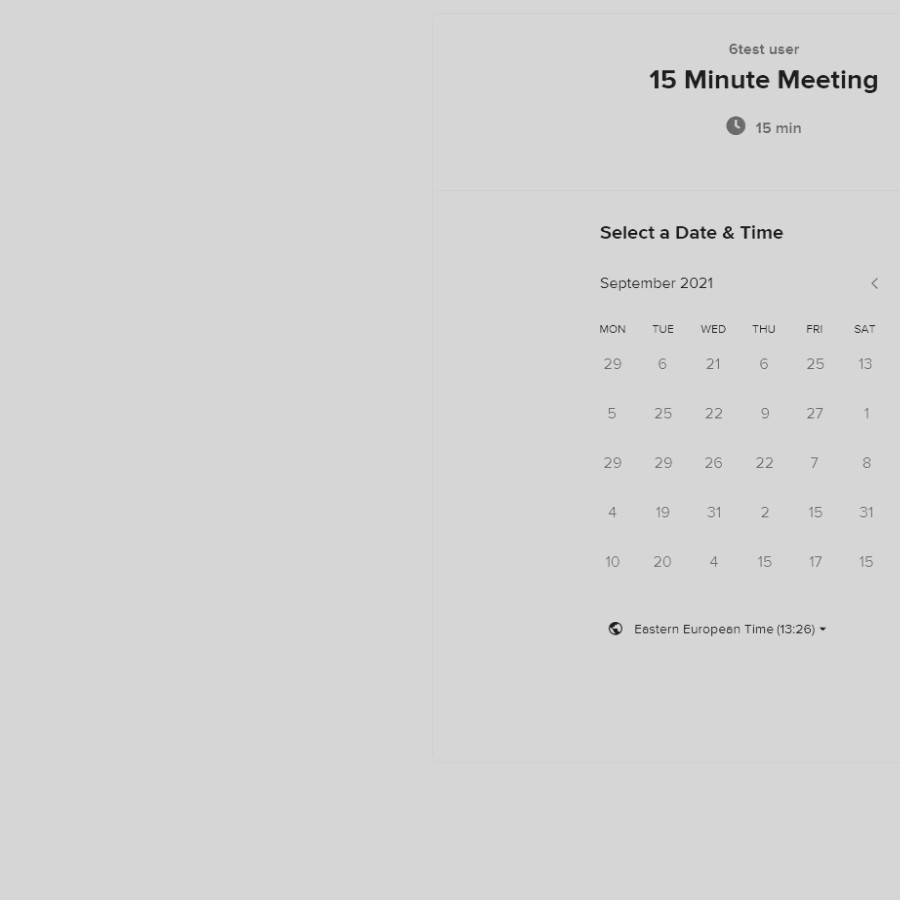 6test user
15 Minute Meeting
15 min
Select a Date & Time
September 2021
MON TUE WED THU FRI SAT
29 6 21 6 25 13
5 25 22 9 27 1
29 29 26 22 7 8
4 19 31 2 15 31
10 20 4 15 17 15
Eastern European Time (13:26)